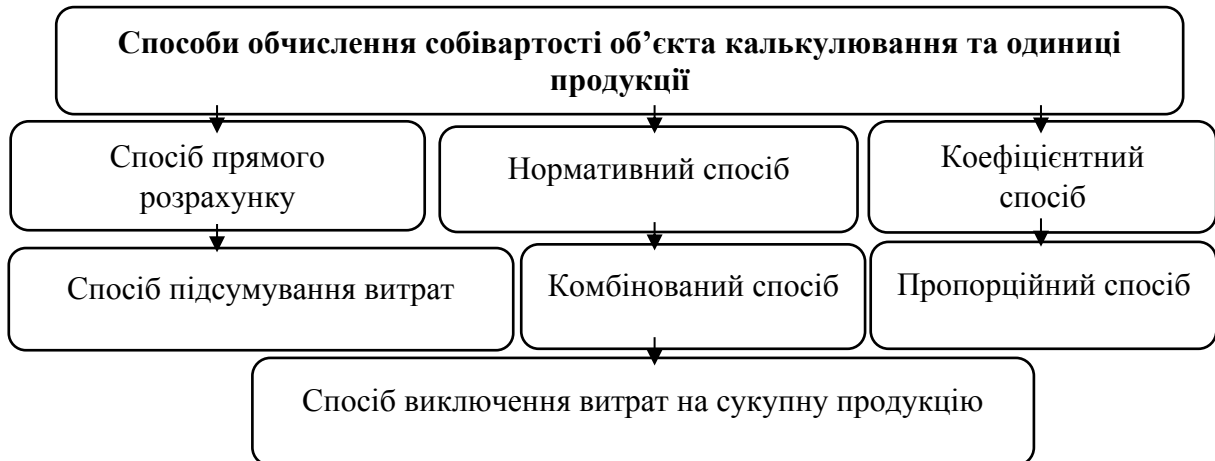 Способи обчислення собівартості об’єкта калькулювання та одиниці
продукції
Спосіб прямого
розрахунку
Нормативний спосіб
Коефіцієнтний
спосіб
Спосіб підсумування витрат
Комбінований спосіб
Пропорційний спосіб
Спосіб виключення витрат на сукупну продукцію